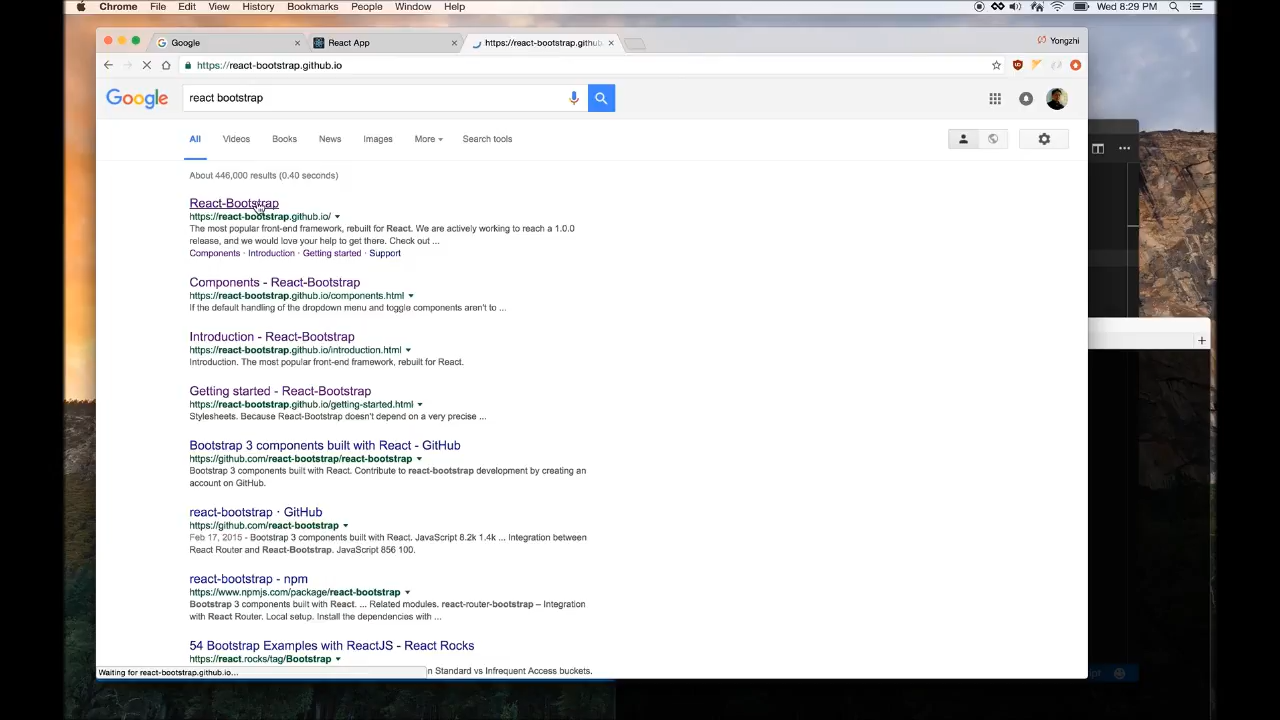 Chrome File Edit View History Bookmarks People Window Help Wed 8:29 PM
Google React App https://react-bootstrap.github. Yongzhi
https://react-bootstrap.github.io
Google react bootstrap
All Videos Books News Images More Search tools
About 446,000 results (0.40 seconds)
React-Bootstrap
https://react-bootstrap.github.io/
The most popular front-end framework, rebuilt for React. We are actively working to reach a 1.0.0
release, and we would love your help to get there. Check out ...
Components · Introduction · Getting started · Support
Components - React-Bootstrap
https://react-bootstrap.github.io/components.html
If the default handling of the dropdown menu and toggle components aren't to ...
Introduction - React-Bootstrap
https://react-bootstrap.github.io/introduction.html
Introduction. The most popular front-end framework, rebuilt for React.
Getting started - React-Bootstrap
https://react-bootstrap.github.io/getting-started.html
Stylesheets. Because React-Bootstrap doesn't depend on a very precise ...
Bootstrap 3 components built with React - GitHub
https://github.com/react-bootstrap/react-bootstrap
Bootstrap 3 components built with React. Contribute to react-bootstrap development by creating an
account on GitHub.
react-bootstrap · GitHub
https://github.com/react-bootstrap
Feb 17, 2015 - Bootstrap 3 components built with React. JavaScript 8.2k 1.4k ... Integration between
React Router and React-Bootstrap. JavaScript 856 100.
react-bootstrap - npm
https://www.npmjs.com/package/react-bootstrap
Bootstrap 3 components built with React. ... Related modules. react-router-bootstrap – Integration
with React Router. Local setup. Install the dependencies with ...
54 Bootstrap Examples with ReactJS - React Rocks
https://react.rocks/tag/Bootstrap
Waiting for react-bootstrap.github.io... n Standard vs Infrequent Access buckets.